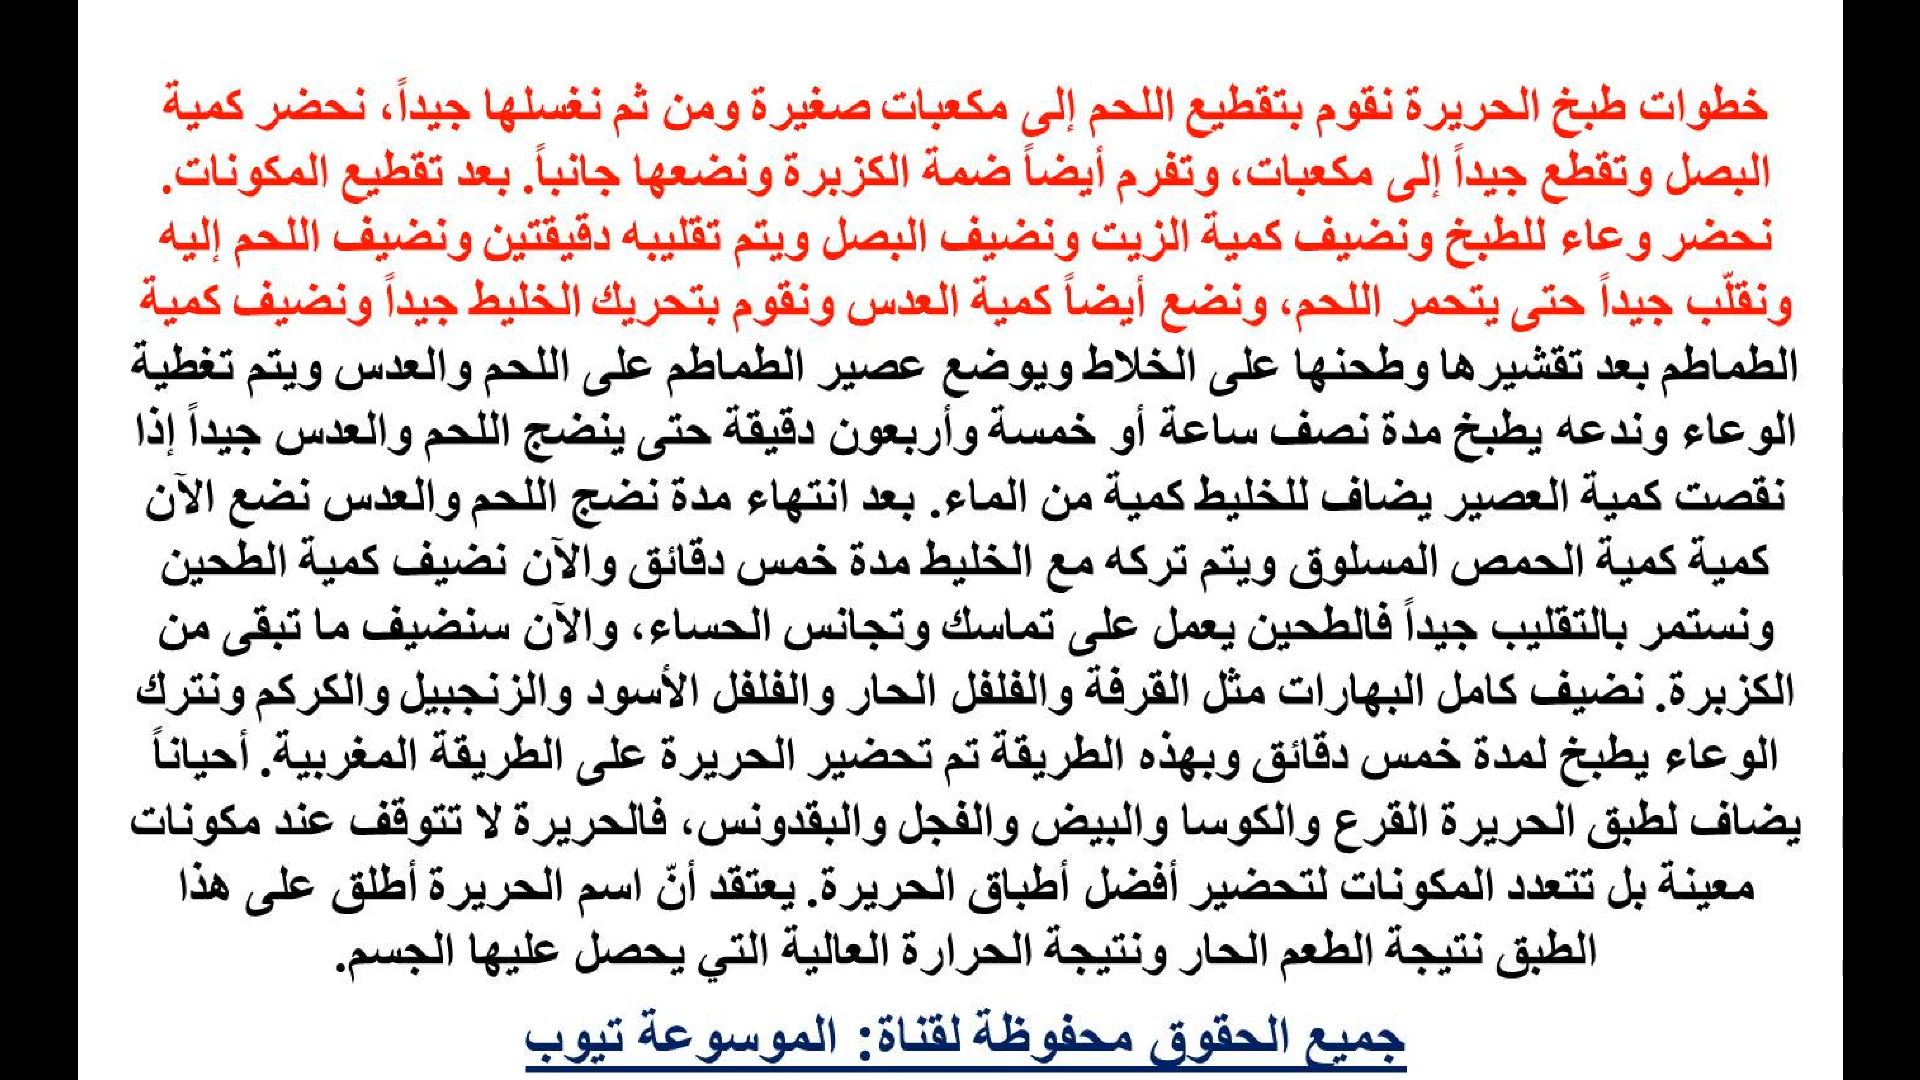 خطوات طبخ الحريرة نقوم بتقطيع اللحم إلى مكعبات صغيرة ومن ثم نغسلها جيداً، نحضر كمية
البصل وتقطع جيداً إلى مكعبات، وتفرم أيضاً ضمة الكزبرة ونضعها جانباً. بعد تقطيع المكونات.
نحضر وعاء للطبخ ونضيف كمية الزيت ونضيف البصل ويتم تقليبه دقيقتين ونضيف اللحم إليه
ونقلّب جيداً حتى يتحمر اللحم، ونضع أيضاً كمية العدس ونقوم بتحريك الخليط جيداً ونضيف كمية
الطماطم بعد تقشيرها وطحنها على الخلاط ويوضع عصير الطماطم على اللحم والعدس ويتم تغطية
الوعاء وندعه يطبخ مدة نصف ساعة أو خمسة وأربعون دقيقة حتى ينضج اللحم والعدس جيداً إذا
نقصت كمية العصير يضاف للخليط كمية من الماء. بعد انتهاء مدة نضج اللحم والعدس نضع الآن
كمية كمية الحمص المسلوق ويتم تركه مع الخليط مدة خمس دقائق والآن نضيف كمية الطحين
ونستمر بالتقليب جيداً فالطحين يعمل على تماسك وتجانس الحساء، والآن سنضيف ما تبقى من
الكزبرة. نضيف كامل البهارات مثل القرفة والفلفل الحار والفلفل الأسود والزنجبيل والكركم ونترك
الوعاء يطبخ لمدة خمس دقائق وبهذه الطريقة تم تحضير الحريرة على الطريقة المغربية. أحياناً
يضاف لطبق الحريرة القرع والكوسا والبيض والفجل والبقدونس، فالحريرة لا تتوقف عند مكونات
معينة بل تتعدد المكونات لتحضير أفضل أطباق الحريرة. يعتقد أنّ اسم الحريرة أطلق على هذا
الطبق نتيجة الطعم الحار ونتيجة الحرارة العالية التي يحصل عليها الجسم.
جميع الحقوق محفوظة لقناة: الموسوعة تيوب